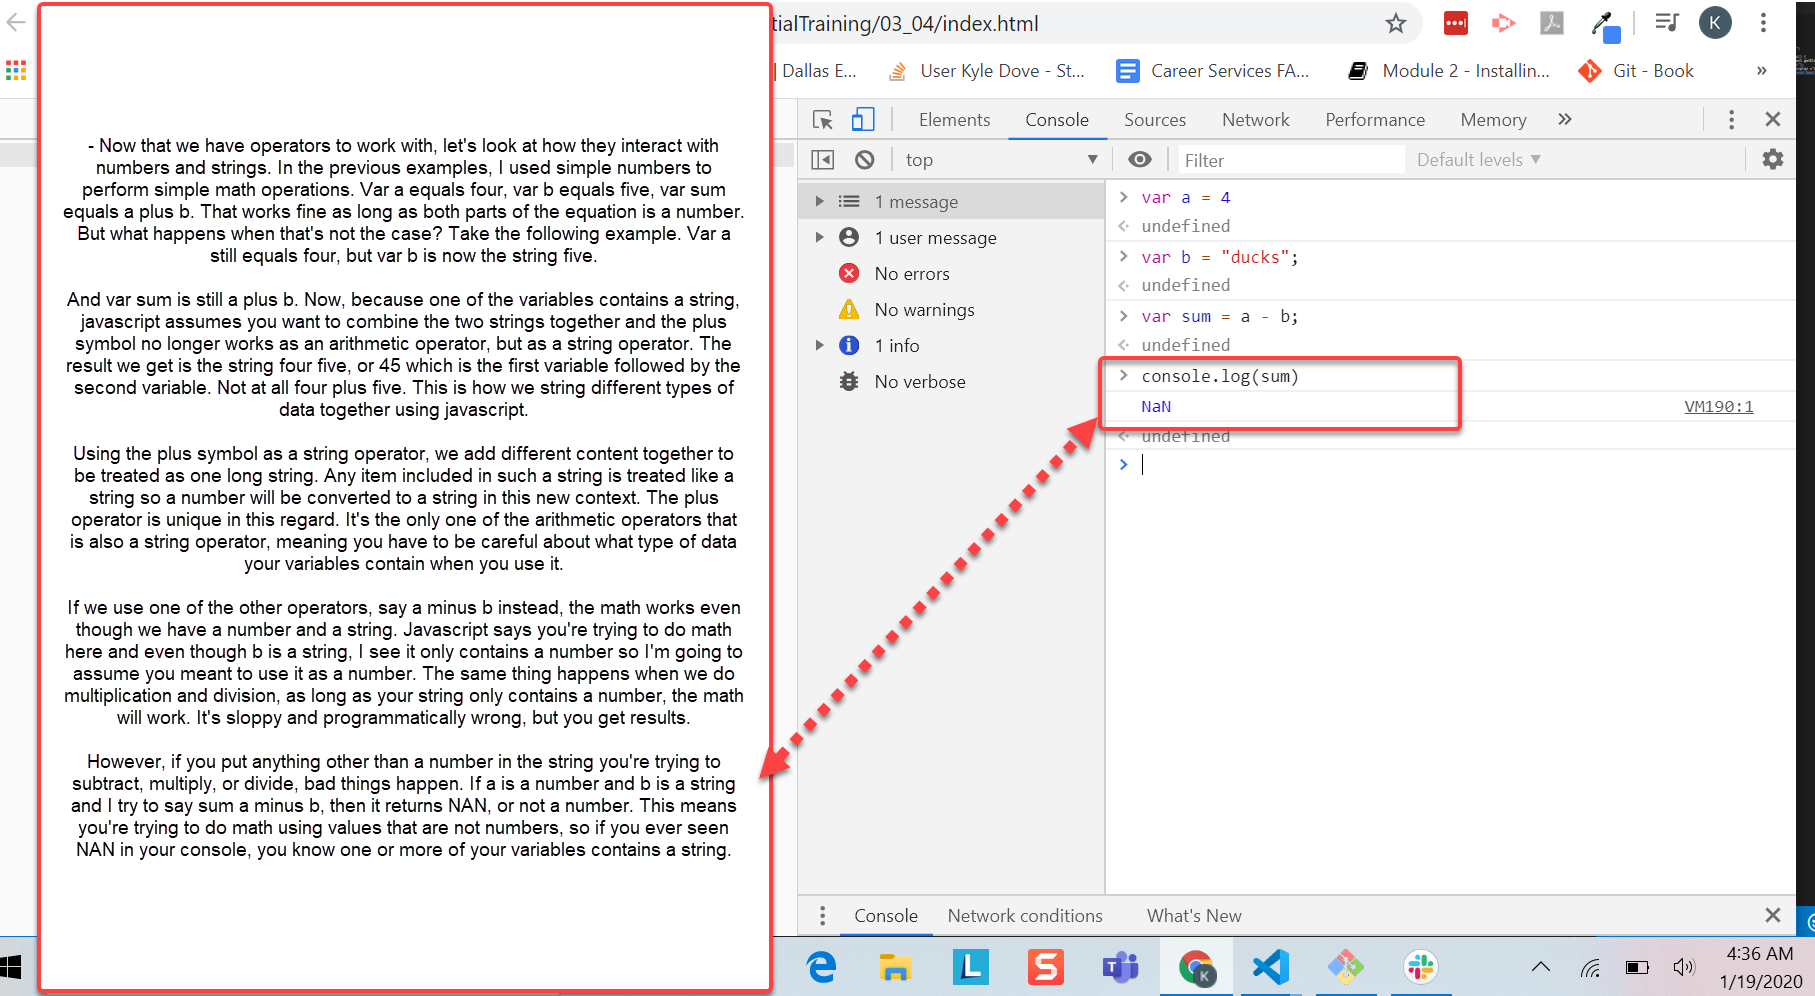 tialTraining/03_04/index.html
K
| Dallas E...
User Kyle Dove - St...
Career Services FA...
Module 2 - Installin...
Git - Book
»
- Now that we have operators to work with, let's look at how they interact with
numbers and strings. In the previous examples, I used simple numbers to
perform simple math operations. Var a equals four, var b equals five, var sum
equals a plus b. That works fine as long as both parts of the equation is a number.
But what happens when that's not the case? Take the following example. Var a
still equals four, but var b is now the string five.
And var sum is still a plus b. Now, because one of the variables contains a string,
javascript assumes you want to combine the two strings together and the plus
symbol no longer works as an arithmetic operator, but as a string operator. The
result we get is the string four five, or 45 which is the first variable followed by the
second variable. Not at all four plus five. This is how we string different types of
data together using javascript.
Using the plus symbol as a string operator, we add different content together to
be treated as one long string. Any item included in such a string is treated like a
string so a number will be converted to a string in this new context. The plus
operator is unique in this regard. It's the only one of the arithmetic operators that
is also a string operator, meaning you have to be careful about what type of data
your variables contain when you use it.
If we use one of the other operators, say a minus b instead, the math works even
though we have a number and a string. Javascript says you're trying to do math
here and even though b is a string, I see it only contains a number so I'm going to
assume you meant to use it as a number. The same thing happens when we do
multiplication and division, as long as your string only contains a number, the math
will work. It's sloppy and programmatically wrong, but you get results.
However, if you put anything other than a number in the string you're trying to
subtract, multiply, or divide, bad things happen. If a is a number and b is a string
and I try to say sum a minus b, then it returns NAN, or not a number. This means
you're trying to do math using values that are not numbers, so if you ever seen
NAN in your console, you know one or more of your variables contains a string.
Elements Console Sources Network Performance Memory »
top Filter Default levels
1 message
1 user message
No errors
No warnings
1 info
No verbose
> var a = 4
undefined
> var b = "ducks";
undefined
> var sum = a - b;
undefined
> console.log(sum)
NaN VM190:1
undefined
>
Console Network conditions What's New
4:36 AM
1/19/2020